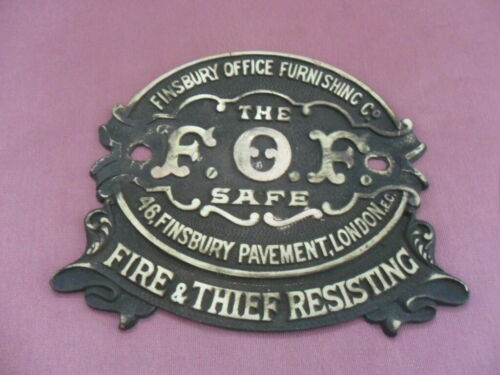 FINSBURY OFFICE FURNISHING Co
THE
F.O.F.
SAFE
46, FINSBURY PAVEMENT, LONDON. E.C.
FIRE & THIEF RESISTING